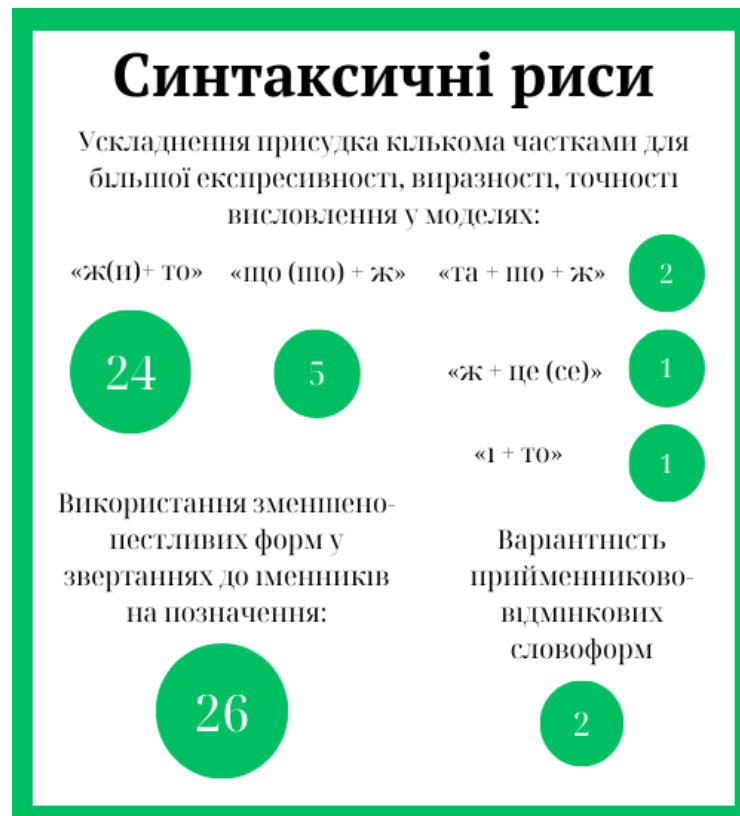 Синтаксичні риси
Ускладнення присудка кількома частками для
більшої експресивності, виразності, точності
висловлення у моделях:
«ж(и)+ то» «що (шо) + ж» «та + шо + ж» 2
24 5 «ж + це (се)» 1
«і + то» 1
Використання зменшено-
пестливих форм у
звертаннях до іменників
на позначення:
26
Варіантність
прийменниково-
відмінкових
словоформ
2